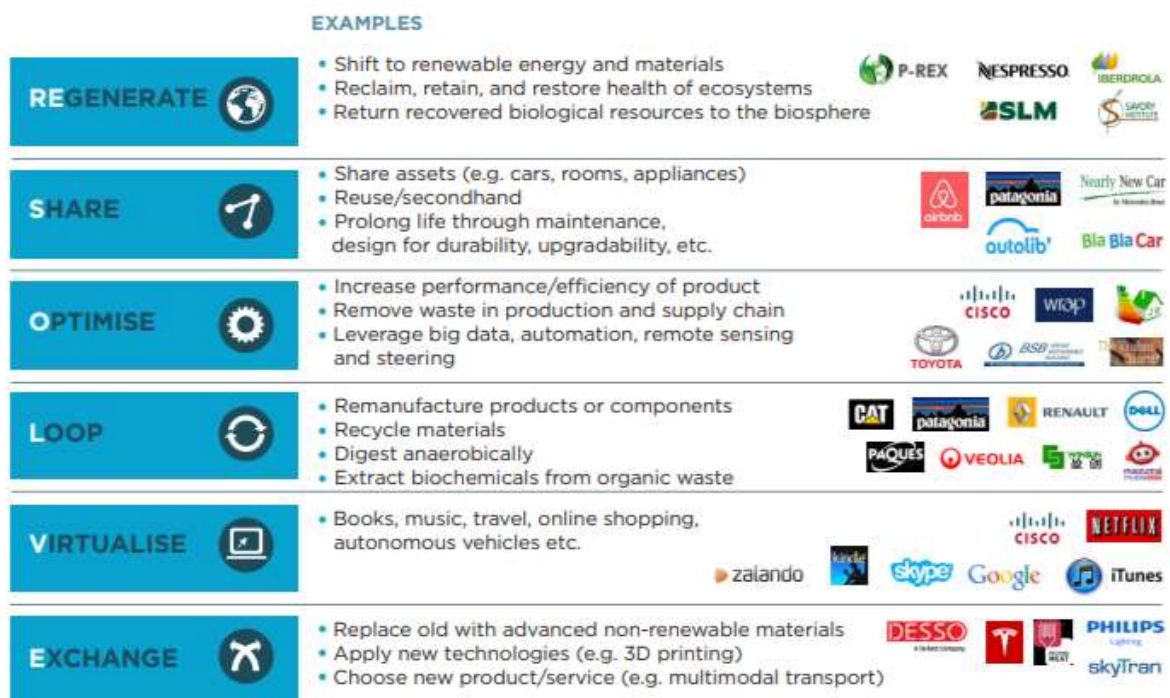 EXAMPLES
REGENERATE
• Shift to renewable energy and materials
• Reclaim, retain, and restore health of ecosystems
• Return recovered biological resources to the biosphere
P-REX NESPRESSO IBERDROLA
SLM SAVORY INSTITUTE
SHARE
• Share assets (e.g. cars, rooms, appliances)
• Reuse/secondhand
• Prolong life through maintenance,
design for durability, upgradability, etc.
airbnb patagonia Nearly New Car
by Mercedes-Benz
autolib' Bla Bla Car
OPTIMISE
• Increase performance/efficiency of product
• Remove waste in production and supply chain
• Leverage big data, automation, remote sensing
and steering
CISCO wrap
TOYOTA BSB
LOOP
• Remanufacture products or components
• Recycle materials
• Digest anaerobically
• Extract biochemicals from organic waste
CAT patagonia RENAULT DELL
PAQUES VEOLIA
VIRTUALISE
• Books, music, travel, online shopping,
autonomous vehicles etc.
CISCO NETFLIX
zalando kindle skype Google iTunes
EXCHANGE
• Replace old with advanced non-renewable materials
• Apply new technologies (e.g. 3D printing)
• Choose new product/service (e.g. multimodal transport)
DESSO PHILIPS
Lighting
MEAT
skyTran